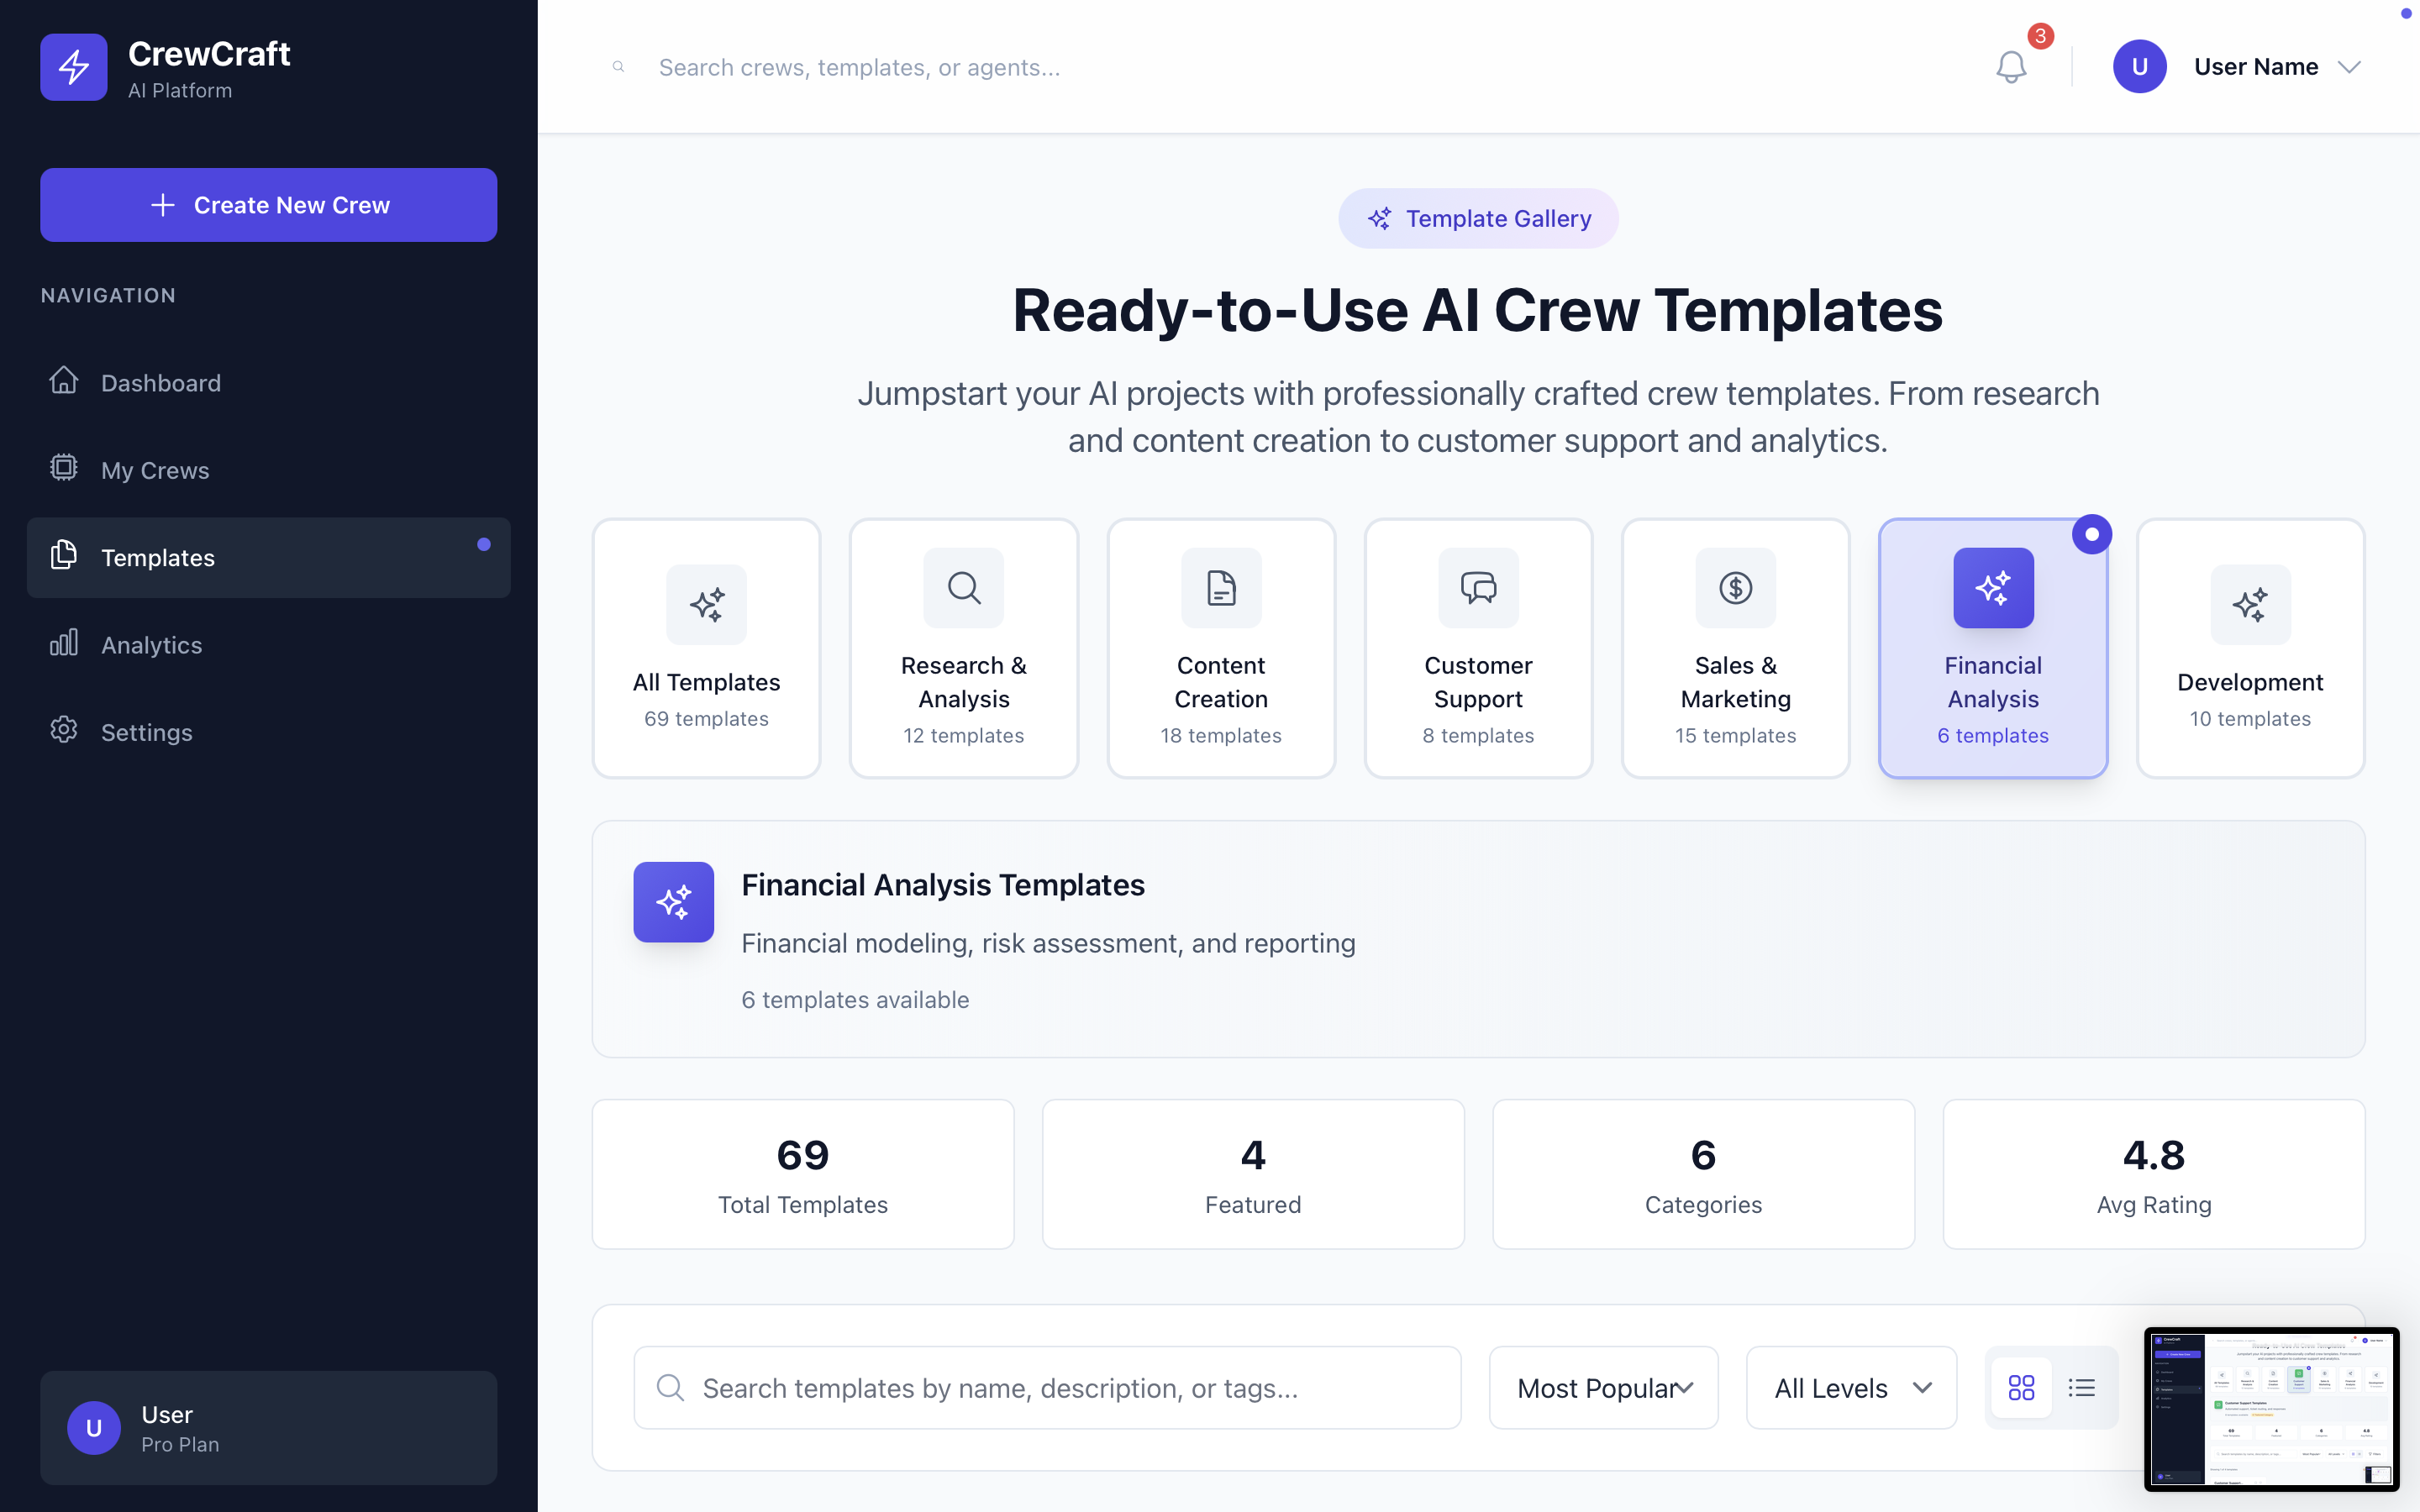 CrewCraft
AI Platform
Create New Crew
NAVIGATION
Dashboard
My Crews
Templates
Analytics
Settings
U
User
Pro Plan
Search crews, templates, or agents...
3
U
User Name
Template Gallery
Ready-to-Use AI Crew Templates
Jumpstart your AI projects with professionally crafted crew templates. From research
and content creation to customer support and analytics.
All Templates
69 templates
Research &
Analysis
12 templates
Content
Creation
18 templates
Customer
Support
8 templates
Sales &
Marketing
15 templates
Financial
Analysis
6 templates
Development
10 templates
Financial Analysis Templates
Financial modeling, risk assessment, and reporting
6 templates available
69
Total Templates
4
Featured
6
Categories
4.8
Avg Rating
Search templates by name, description, or tags...
Most Popular
All Levels